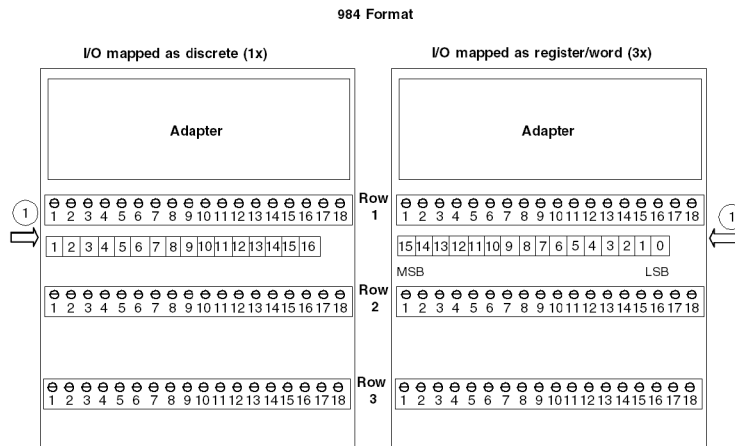 984 Format
I/O mapped as discrete (1x)
I/O mapped as register/word (3x)
Adapter
Adapter
Row 1
1 2 3 4 5 6 7 8 9 10 11 12 13 14 15 16 17 18
1 2 3 4 5 6 7 8 9 10 11 12 13 14 15 16 17 18
1
1
1 2 3 4 5 6 7 8 9 10 11 12 13 14 15 16
15 14 13 12 11 10 9 8 7 6 5 4 3 2 1 0
MSB
LSB
Row 2
1 2 3 4 5 6 7 8 9 10 11 12 13 14 15 16 17 18
1 2 3 4 5 6 7 8 9 10 11 12 13 14 15 16 17 18
Row 3
1 2 3 4 5 6 7 8 9 10 11 12 13 14 15 16 17 18
1 2 3 4 5 6 7 8 9 10 11 12 13 14 15 16 17 18